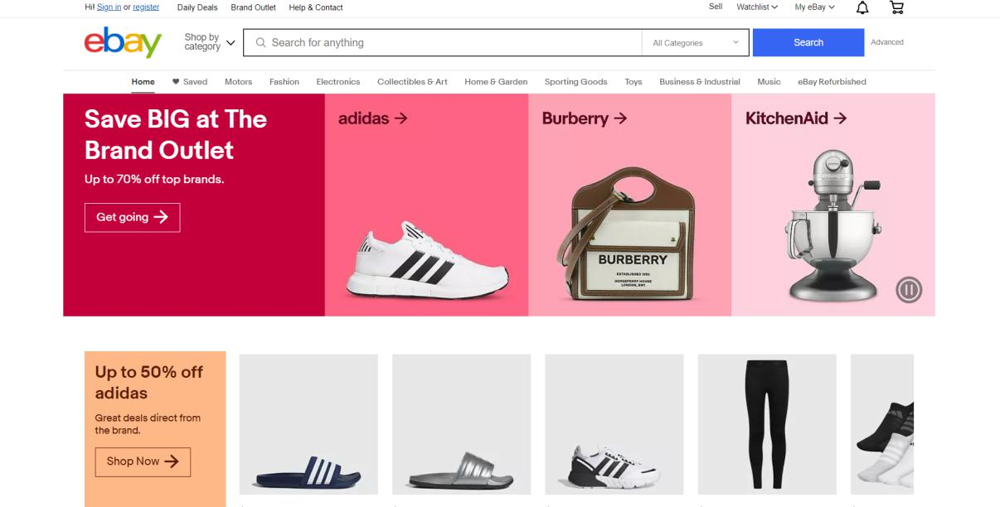 Hi! Sign in or register Daily Deals Brand Outlet Help & Contact Sell Watchlist My eBay
ebay Shop by category Search for anything All Categories Search Advanced
Home Saved Motors Fashion Electronics Collectibles & Art Home & Garden Sporting Goods Toys Business & Industrial Music eBay Refurbished
Save BIG at The
Brand Outlet
Up to 70% off top brands.
Get going
adidas
Burberry
BURBERRY
ESTABLISHED 1856
HORSEFERRY HOUSE
LONDON, SW1
KitchenAid
Up to 50% off
adidas
Great deals direct from
the brand.
Shop Now